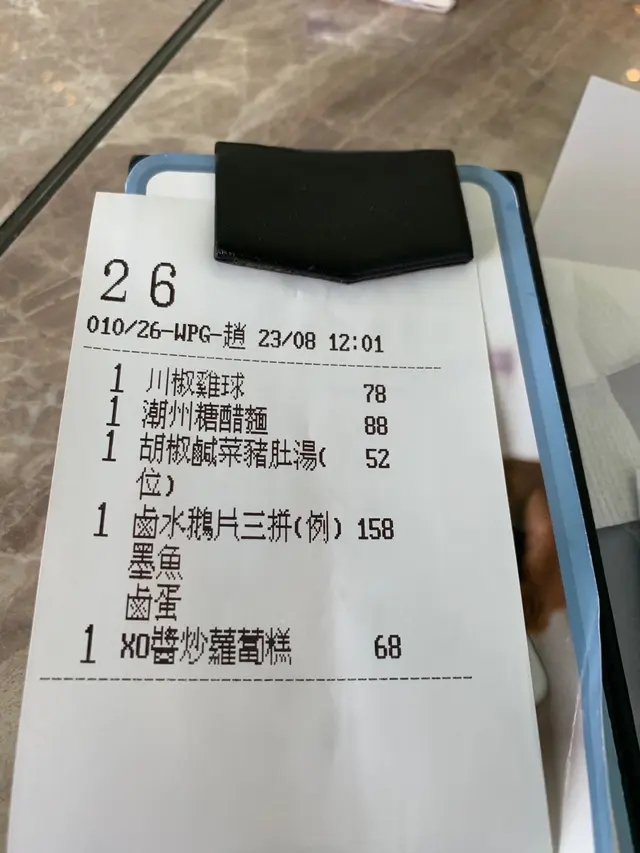 26
010/26-WPG-趙 23/08 12:01
1 川椒雞球 78
1 潮州糖醋麵 88
1 胡椒鹹菜豬肚湯( 52
位)
1 鹵水鵝片三拼(例) 158
墨魚
鹵蛋
1 XO醬炒蘿蔔糕 68